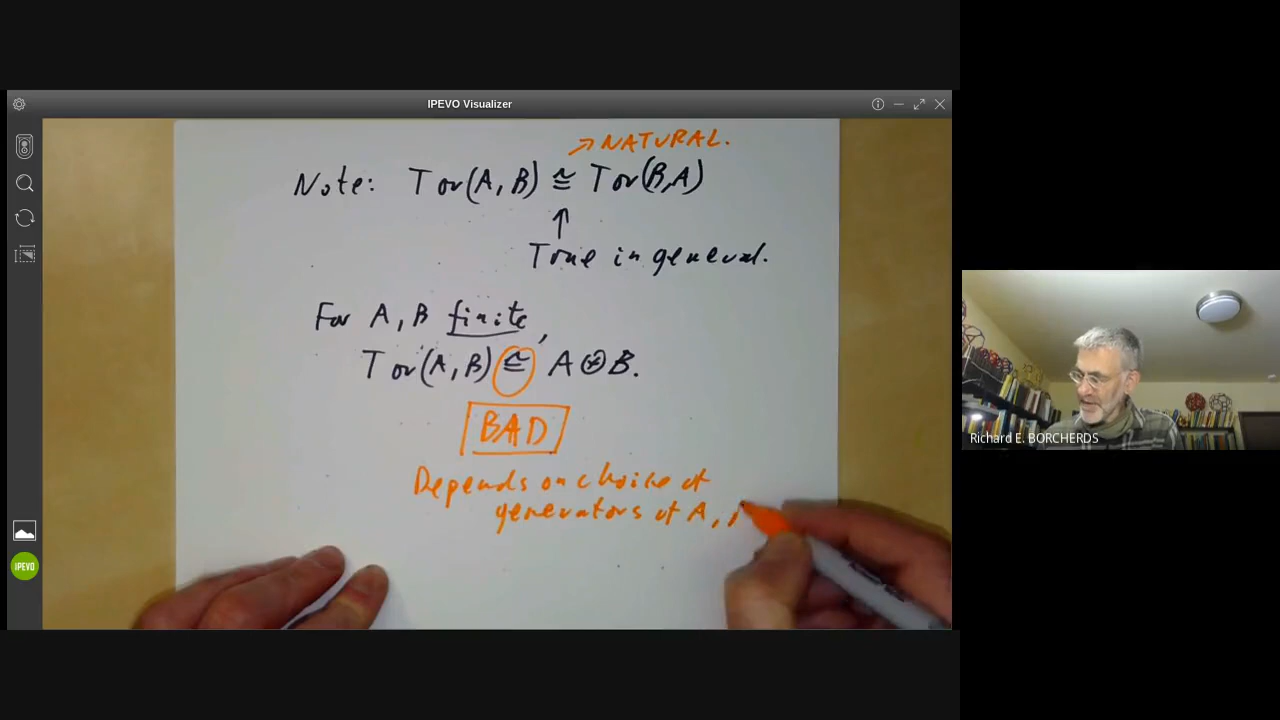 IPEVO Visualizer
→ NATURAL.
Note: Tor(A, B) ≅ Tor(B,A)
↑
True in general.
For A, B finite,
Tor(A, B) ≅ A⊗B.
BAD
Depends on choice of
generators of A,
IPEVO
Richard E. BORCHERDS